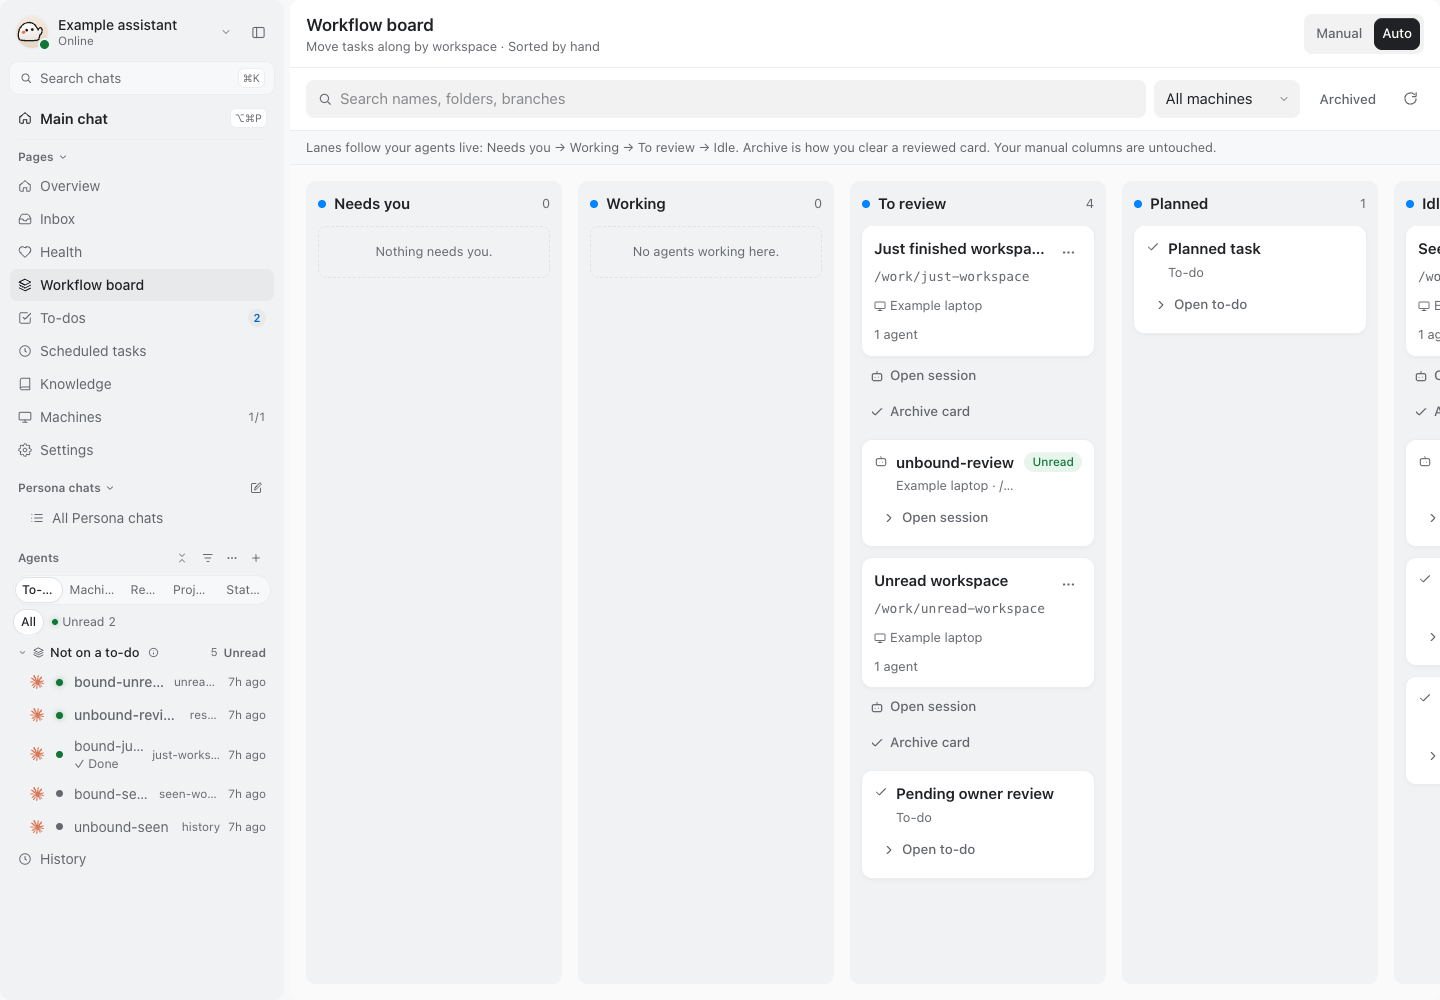 Example assistant
Online
Search chats
⌘K
Main chat
⌥⌘P
Pages
Overview
Inbox
Health
Workflow board
To-dos
2
Scheduled tasks
Knowledge
Machines
1/1
Settings
Persona chats
All Persona chats
Agents
To-...
Machi...
Re...
Proj...
Stat...
All
Unread 2
Not on a to-do
5 Unread
bound-unre... unrea... 7h ago
unbound-revi... res... 7h ago
bound-ju... just-works... 7h ago
✓ Done
bound-se... seen-wo... 7h ago
unbound-seen history 7h ago
History
Workflow board
Move tasks along by workspace · Sorted by hand
Manual
Auto
Search names, folders, branches
All machines
Archived
Lanes follow your agents live: Needs you → Working → To review → Idle. Archive is how you clear a reviewed card. Your manual columns are untouched.
Needs you 0
Nothing needs you.
Working 0
No agents working here.
To review 4
Just finished workspa... ...
/work/just-workspace
Example laptop
1 agent
Open session
Archive card
unbound-review Unread
Example laptop · /...
Open session
Unread workspace ...
/work/unread-workspace
Example laptop
1 agent
Open session
Archive card
Pending owner review
To-do
Open to-do
Planned 1
Planned task
To-do
Open to-do